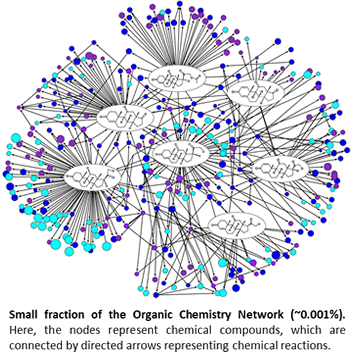 Small fraction of the Organic Chemistry Network (~0.001%).
Here, the nodes represent chemical compounds, which are
connected by directed arrows representing chemical reactions.